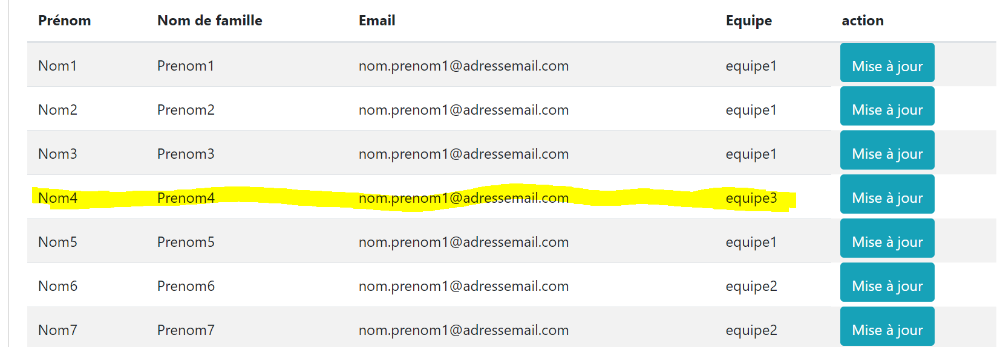 Prénom Nom de famille Email Equipe action
Nom1 Prenom1 nom.prenom1@adressemail.com equipe1 Mise à jour
Nom2 Prenom2 nom.prenom1@adressemail.com equipe1 Mise à jour
Nom3 Prenom3 nom.prenom1@adressemail.com equipe1 Mise à jour
Nom4 Prenom4 nom.prenom1@adressemail.com equipe3 Mise à jour
Nom5 Prenom5 nom.prenom1@adressemail.com equipe1 Mise à jour
Nom6 Prenom6 nom.prenom1@adressemail.com equipe2 Mise à jour
Nom7 Prenom7 nom.prenom1@adressemail.com equipe2 Mise à jour